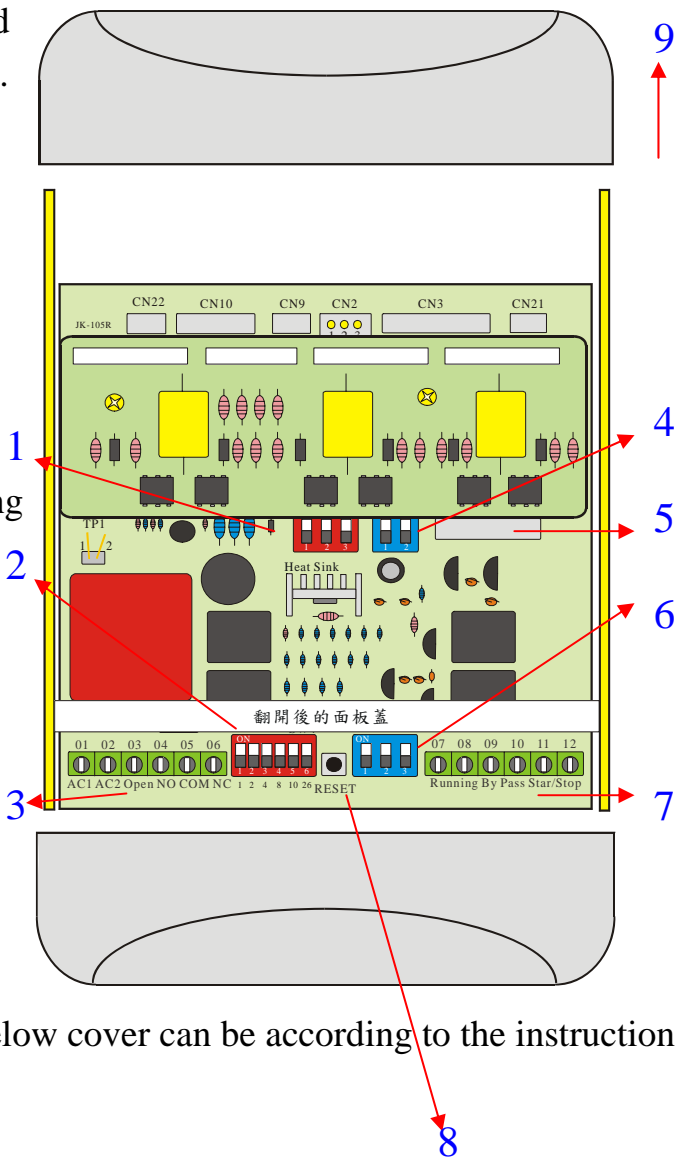 d
9
.
CN22 CN10 CN9 CN2 CN3 CN21
JK-105R
1 2 3
1
4
ng
TP1
1 2
1 2 3
1 2
5
2
Heat Sink
6
翻開後的面板蓋
01 02 03 04 05 06
ON
1 2 3 4 5 6
ON
1 2 3
07 08 09 10 11 12
AC1 AC2 Open NO COM NC
1 2 4 8 10 26
RESET
Running By Pass Star/Stop
3
7
elow cover can be according to the instruction
8